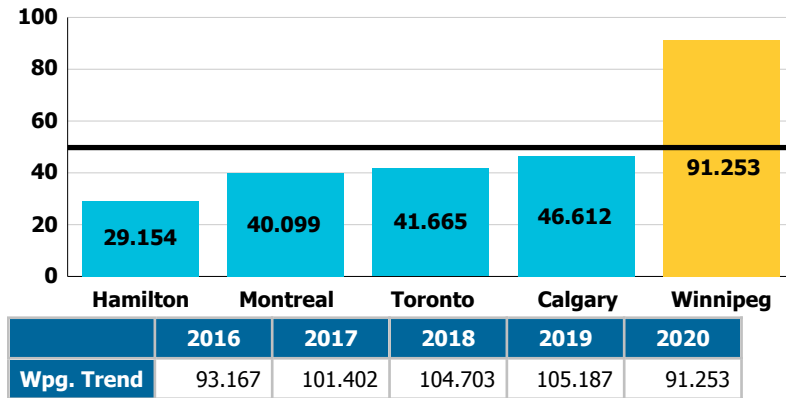 100
80
60
40
20
0
29.154 40.099 41.665 46.612 91.253
Hamilton Montreal Toronto Calgary Winnipeg
2016 2017 2018 2019 2020
Wpg. Trend 93.167 101.402 104.703 105.187 91.253